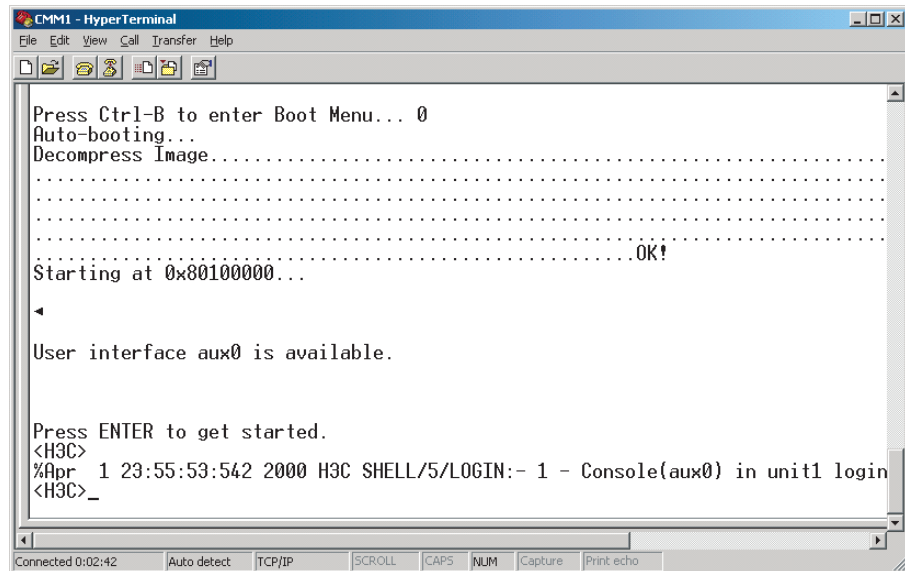 CMM1 - HyperTerminal
File Edit View Call Transfer Help
Press Ctrl-B to enter Boot Menu... 0
Auto-booting...
Decompress Image..............................................................
..............................................................................
..............................................................................
..............................................................................
..............................................................................
.......................................................OK!
Starting at 0x80100000...
◄
User interface aux0 is available.
Press ENTER to get started.
<H3C>
%Apr  1 23:55:53:542 2000 H3C SHELL/5/LOGIN:- 1 - Console(aux0) in unit1 login
<H3C>_
Connected 0:02:42 Auto detect TCP/IP SCROLL CAPS NUM Capture Print echo